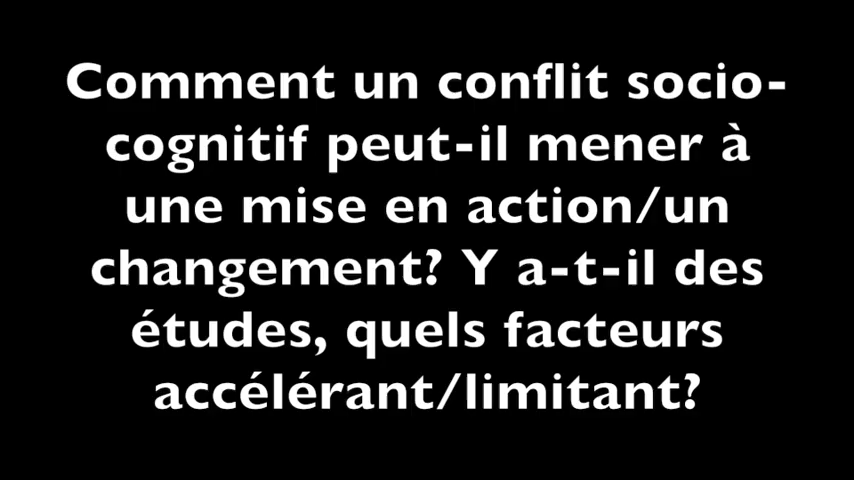 Comment un conflit socio-
cognitif peut-il mener à
une mise en action/un
changement? Y a-t-il des
études, quels facteurs
accélérant/limitant?